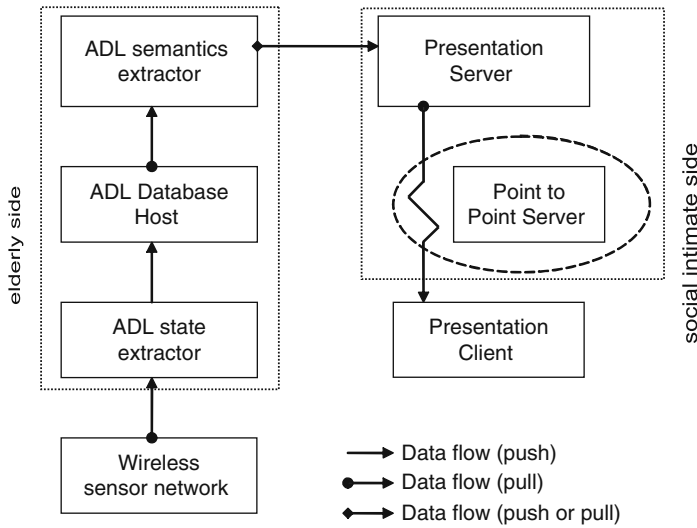 ADL semantics
extractor
Presentation
Server
ADL Database
Host
Point to
Point Server
elderly side
social intimate side
ADL state
extractor
Presentation
Client
Wireless
sensor network
Data flow (push)
Data flow (pull)
Data flow (push or pull)